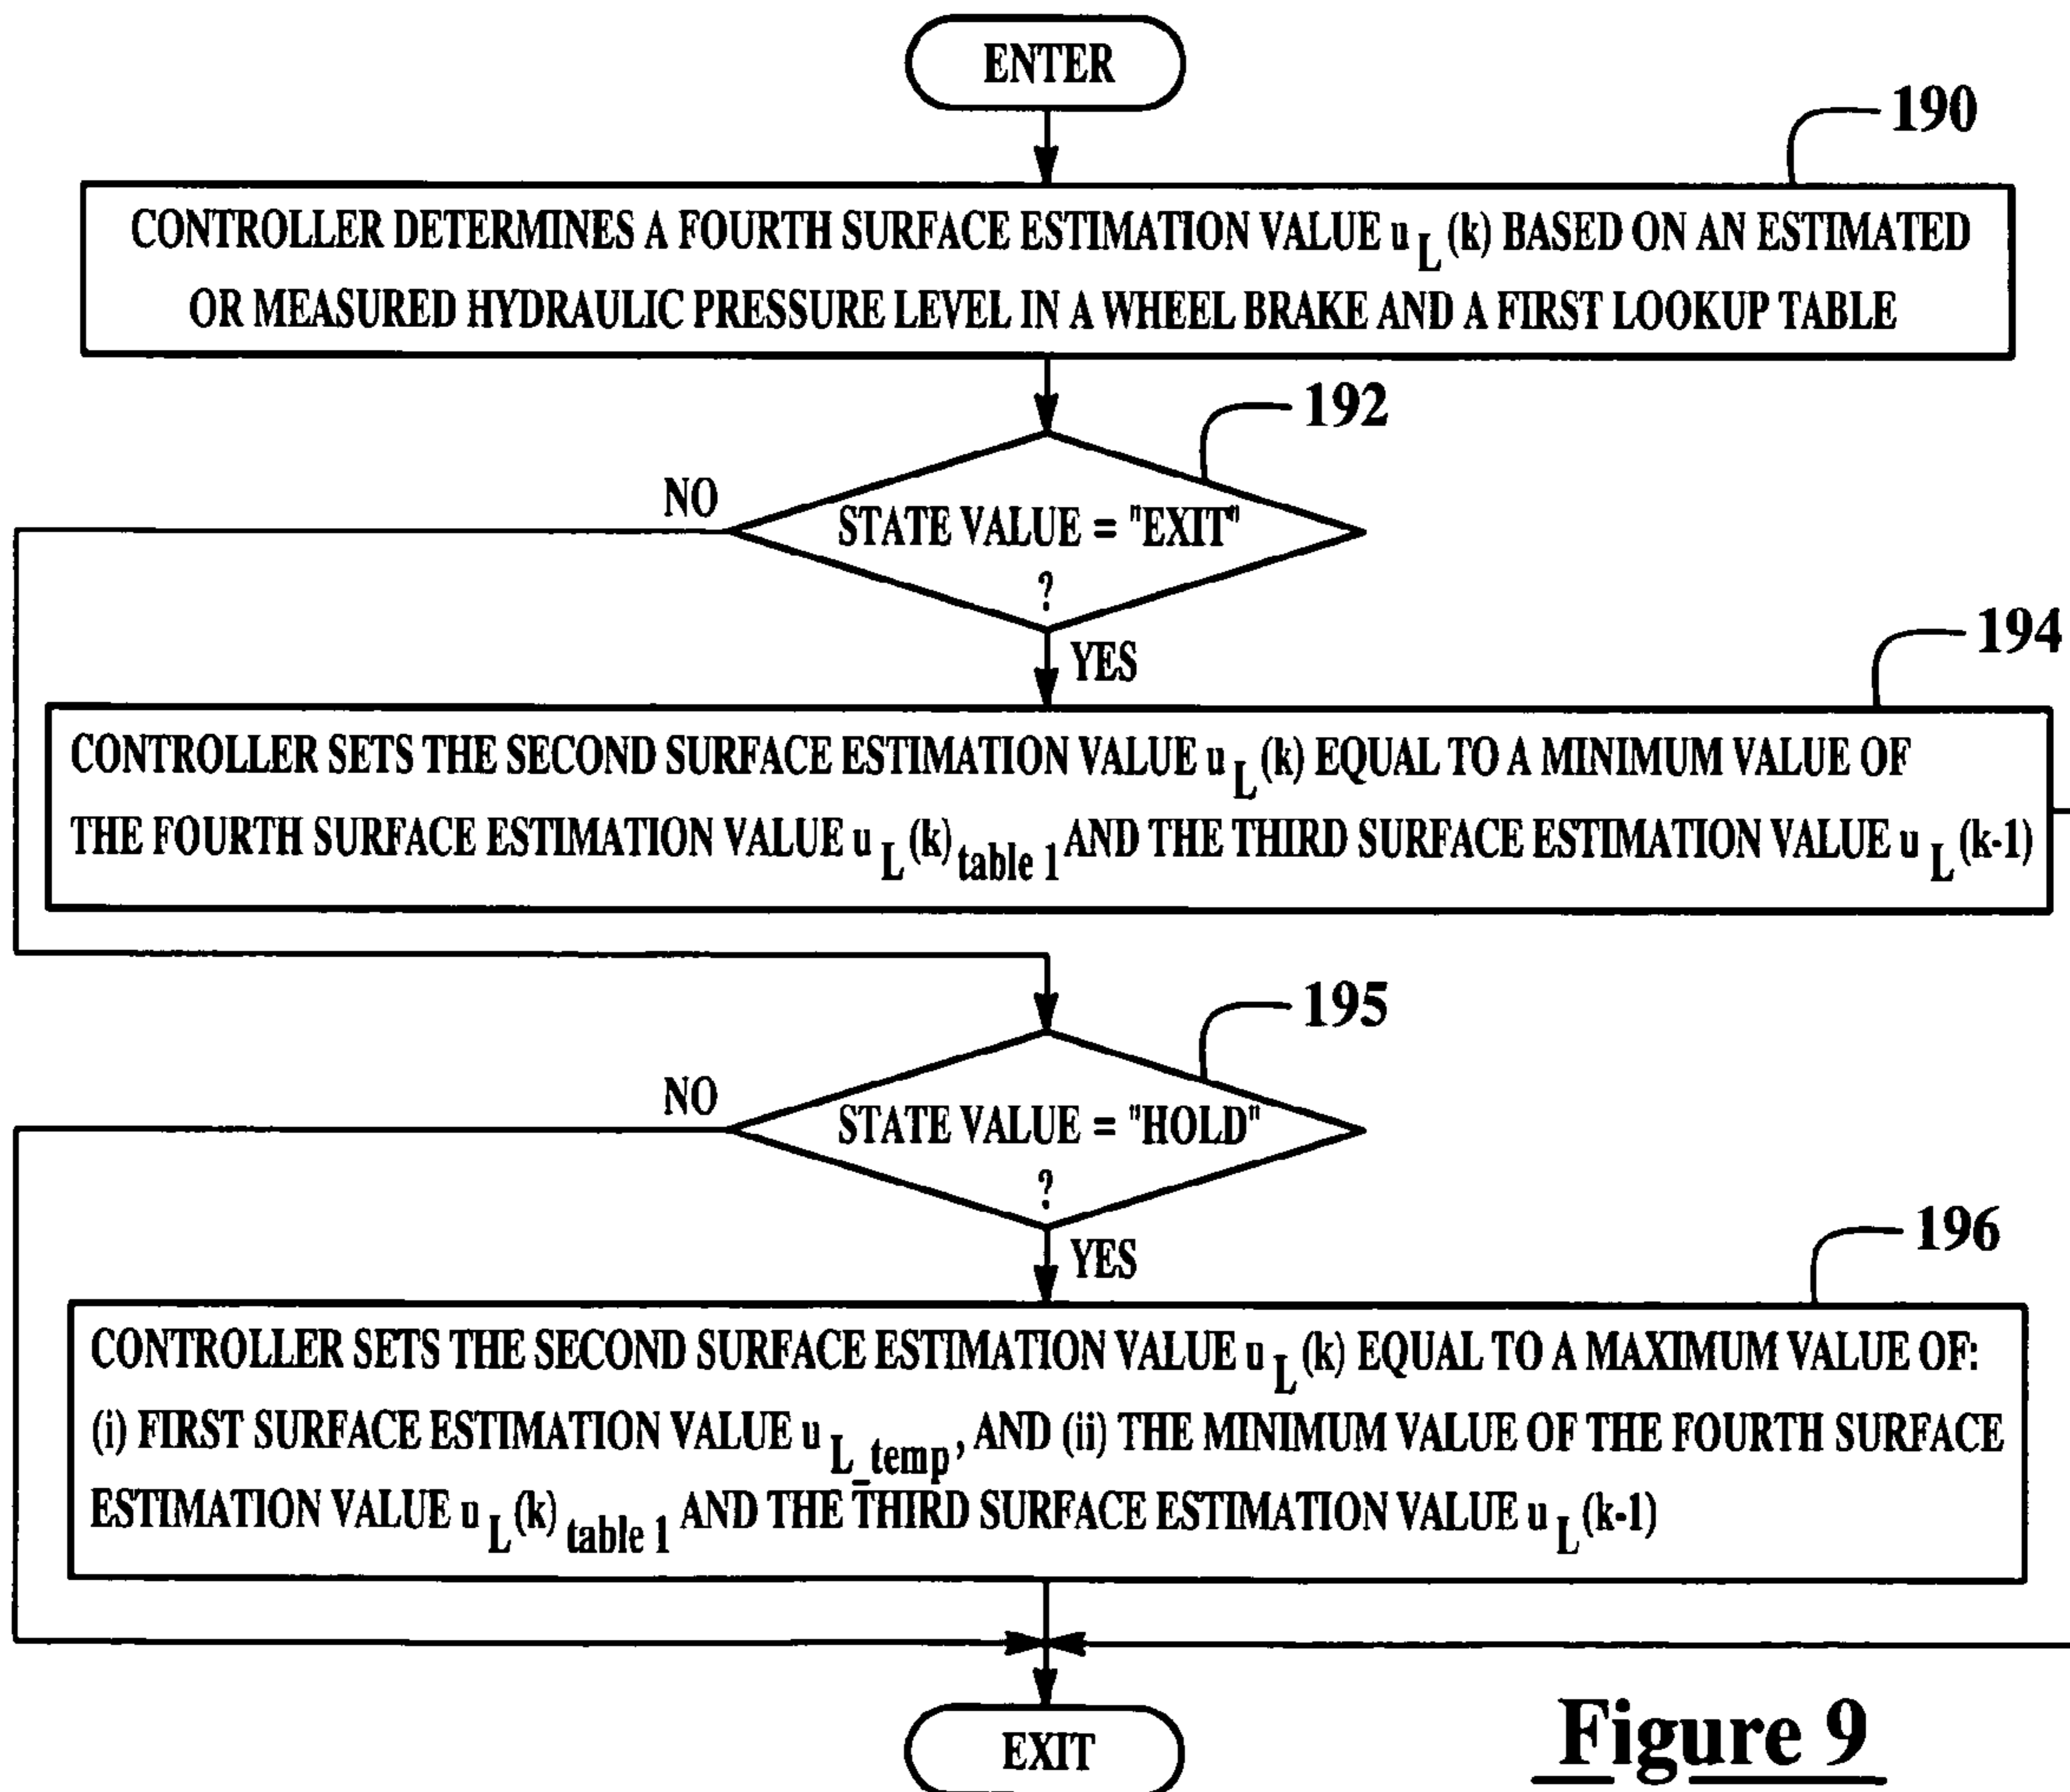 ENTER
190
CONTROLLER DETERMINES A FOURTH SURFACE ESTIMATION VALUE u L (k) BASED ON AN ESTIMATED
OR MEASURED HYDRAULIC PRESSURE LEVEL IN A WHEEL BRAKE AND A FIRST LOOKUP TABLE
192
NO
STATE VALUE = "EXIT"
?
YES
194
CONTROLLER SETS THE SECOND SURFACE ESTIMATION VALUE u L (k) EQUAL TO A MINIMUM VALUE OF
THE FOURTH SURFACE ESTIMATION VALUE u L (k) table 1 AND THE THIRD SURFACE ESTIMATION VALUE u L (k-1)
195
NO
STATE VALUE = "HOLD"
?
YES
196
CONTROLLER SETS THE SECOND SURFACE ESTIMATION VALUE u L (k) EQUAL TO A MAXIMUM VALUE OF:
(i) FIRST SURFACE ESTIMATION VALUE u L_temp, AND (ii) THE MINIMUM VALUE OF THE FOURTH SURFACE
ESTIMATION VALUE u L (k) table 1 AND THE THIRD SURFACE ESTIMATION VALUE u L (k-1)
EXIT
Figure 9